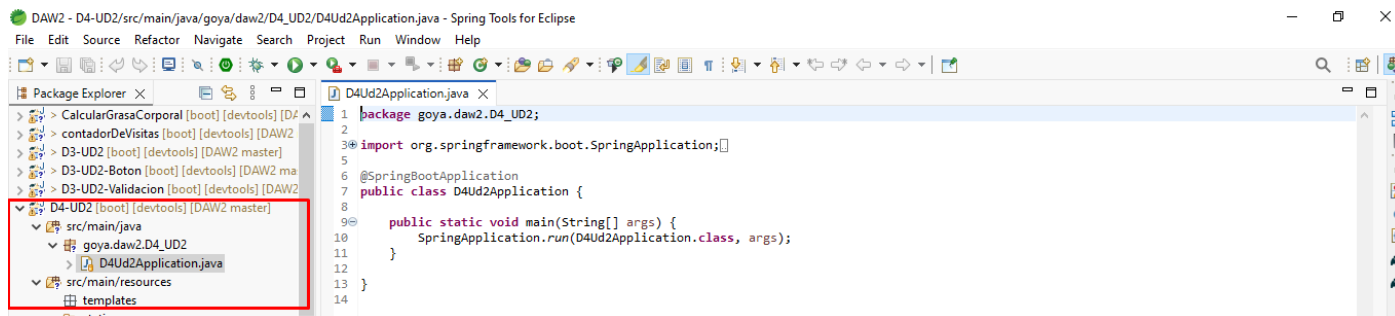 DAW2 - D4-UD2/src/main/java/goya/daw2/D4_UD2/D4Ud2Application.java - Spring Tools for Eclipse
File Edit Source Refactor Navigate Search Project Run Window Help
Package Explorer
> CalcularGrasaCorporal [boot] [devtools] [DA
> contadorDeVisitas [boot] [devtools] [DAW2
> D3-UD2 [boot] [devtools] [DAW2 master]
> D3-UD2-Boton [boot] [devtools] [DAW2 ma
> D3-UD2-Validacion [boot] [devtools] [DAW2
D4-UD2 [boot] [devtools] [DAW2 master]
src/main/java
goya.daw2.D4_UD2
D4Ud2Application.java
src/main/resources
templates
D4Ud2Application.java
1 package goya.daw2.D4_UD2;
2
3 import org.springframework.boot.SpringApplication;
5
6 @SpringBootApplication
7 public class D4Ud2Application {
8
9 public static void main(String[] args) {
10 SpringApplication.run(D4Ud2Application.class, args);
11 }
12
13 }
14